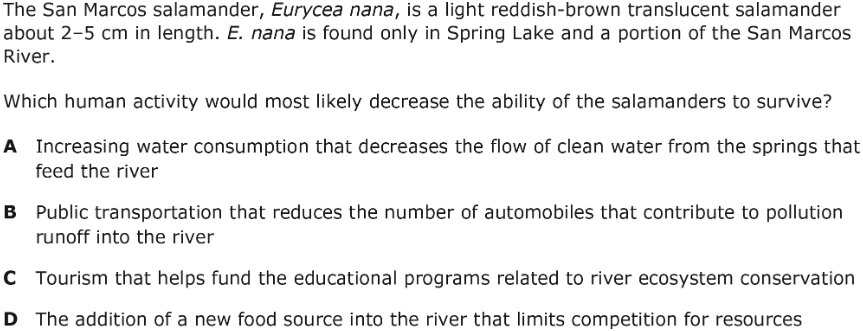 The San Marcos salamander, Eurycea nana, is a light reddish-brown translucent salamander
about 2–5 cm in length. E. nana is found only in Spring Lake and a portion of the San Marcos
River.
Which human activity would most likely decrease the ability of the salamanders to survive?
A Increasing water consumption that decreases the flow of clean water from the springs that
feed the river
B Public transportation that reduces the number of automobiles that contribute to pollution
runoff into the river
C Tourism that helps fund the educational programs related to river ecosystem conservation
D The addition of a new food source into the river that limits competition for resources